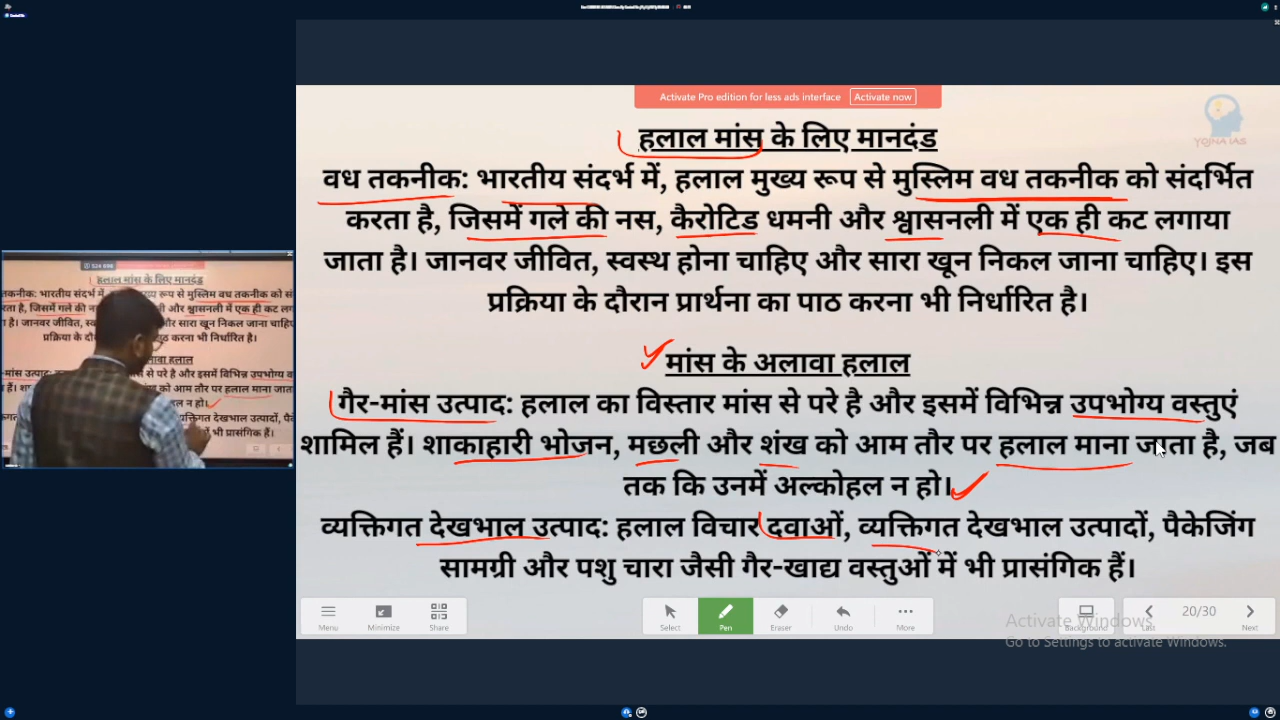 Activate Pro edition for less ads interface Activate now
YOJNA IAS
हलाल मांस के लिए मानदंड
वध तकनीक: भारतीय संदर्भ में, हलाल मुख्य रूप से मुस्लिम वध तकनीक को संदर्भित
करता है, जिसमें गले की नस, कैरोटिड धमनी और श्वासनली में एक ही कट लगाया
जाता है। जानवर जीवित, स्वस्थ होना चाहिए और सारा खून निकल जाना चाहिए। इस
प्रक्रिया के दौरान प्रार्थना का पाठ करना भी निर्धारित है।
मांस के अलावा हलाल
गैर-मांस उत्पाद: हलाल का विस्तार मांस से परे है और इसमें विभिन्न उपभोग्य वस्तुएं
शामिल हैं। शाकाहारी भोजन, मछली और शंख को आम तौर पर हलाल माना जाता है, जब
तक कि उनमें अल्कोहल न हो।
व्यक्तिगत देखभाल उत्पाद: हलाल विचार दवाओं, व्यक्तिगत देखभाल उत्पादों, पैकेजिंग
सामग्री और पशु चारा जैसी गैर-खाद्य वस्तुओं में भी प्रासंगिक हैं।
Menu Minimize Share Select Pen Eraser Undo More Background Last 20/30 Next
Activate Windows
Go to Settings to activate Windows.